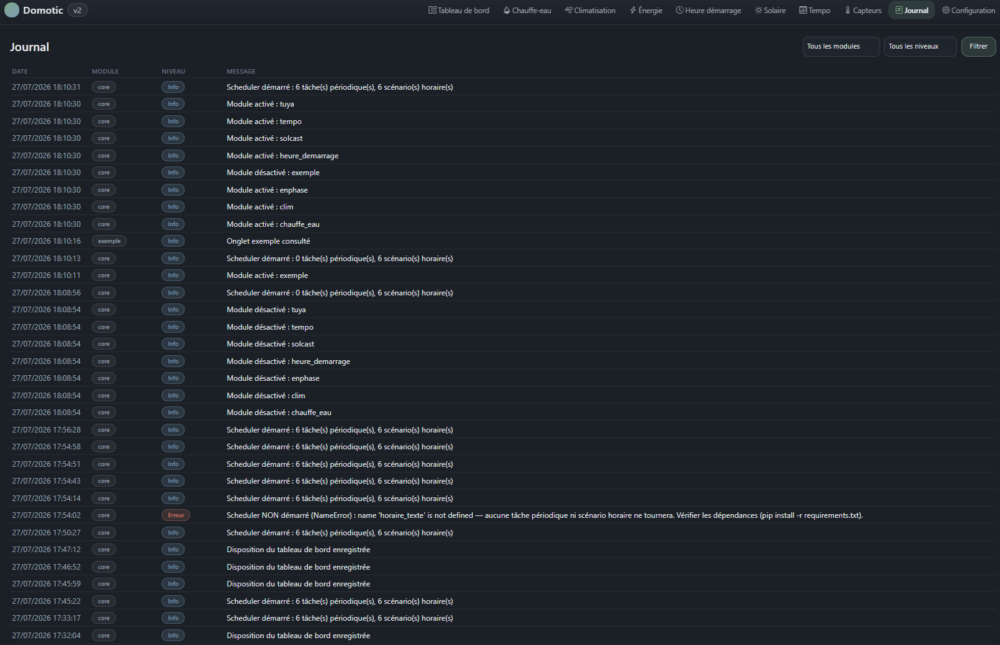 Domotic v2 Tableau de bord Chauffe-eau Climatisation Énergie Heure démarrage Solaire Tempo Capteurs Journal Configuration
Journal Tous les modules Tous les niveaux Filtrer
DATE MODULE NIVEAU MESSAGE
27/07/2026 18:10:31 core Info Scheduler démarré : 6 tâche(s) périodique(s), 6 scénario(s) horaire(s)
27/07/2026 18:10:30 core Info Module activé : tuya
27/07/2026 18:10:30 core Info Module activé : tempo
27/07/2026 18:10:30 core Info Module activé : solcast
27/07/2026 18:10:30 core Info Module activé : heure_demarrage
27/07/2026 18:10:30 core Info Module désactivé : exemple
27/07/2026 18:10:30 core Info Module activé : enphase
27/07/2026 18:10:30 core Info Module activé : clim
27/07/2026 18:10:30 core Info Module activé : chauffe_eau
27/07/2026 18:10:16 exemple Info Onglet exemple consulté
27/07/2026 18:10:13 core Info Scheduler démarré : 0 tâche(s) périodique(s), 6 scénario(s) horaire(s)
27/07/2026 18:10:11 core Info Module activé : exemple
27/07/2026 18:08:56 core Info Scheduler démarré : 0 tâche(s) périodique(s), 6 scénario(s) horaire(s)
27/07/2026 18:08:54 core Info Module désactivé : tuya
27/07/2026 18:08:54 core Info Module désactivé : tempo
27/07/2026 18:08:54 core Info Module désactivé : solcast
27/07/2026 18:08:54 core Info Module désactivé : heure_demarrage
27/07/2026 18:08:54 core Info Module désactivé : enphase
27/07/2026 18:08:54 core Info Module désactivé : clim
27/07/2026 18:08:54 core Info Module désactivé : chauffe_eau
27/07/2026 17:56:28 core Info Scheduler démarré : 6 tâche(s) périodique(s), 6 scénario(s) horaire(s)
27/07/2026 17:54:58 core Info Scheduler démarré : 6 tâche(s) périodique(s), 6 scénario(s) horaire(s)
27/07/2026 17:54:51 core Info Scheduler démarré : 6 tâche(s) périodique(s), 6 scénario(s) horaire(s)
27/07/2026 17:54:43 core Info Scheduler démarré : 6 tâche(s) périodique(s), 6 scénario(s) horaire(s)
27/07/2026 17:54:14 core Info Scheduler démarré : 6 tâche(s) périodique(s), 6 scénario(s) horaire(s)
27/07/2026 17:54:02 core Erreur Scheduler NON démarré (NameError) : name 'horaire_texte' is not defined — aucune tâche périodique ni scénario horaire ne tournera. Vérifier les dépendances (pip install -r requirements.txt).
27/07/2026 17:50:27 core Info Scheduler démarré : 6 tâche(s) périodique(s), 6 scénario(s) horaire(s)
27/07/2026 17:47:12 core Info Disposition du tableau de bord enregistrée
27/07/2026 17:46:52 core Info Disposition du tableau de bord enregistrée
27/07/2026 17:45:59 core Info Disposition du tableau de bord enregistrée
27/07/2026 17:45:22 core Info Scheduler démarré : 6 tâche(s) périodique(s), 6 scénario(s) horaire(s)
27/07/2026 17:33:17 core Info Scheduler démarré : 6 tâche(s) périodique(s), 6 scénario(s) horaire(s)
27/07/2026 17:32:04 core Info Disposition du tableau de bord enregistrée